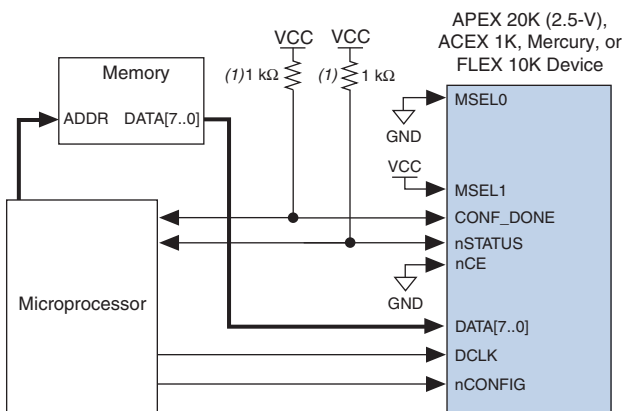 APEX 20K (2.5-V),
ACEX 1K, Mercury, or
FLEX 10K Device
VCC VCC
(1) 1 kΩ (1) 1 kΩ
Memory
ADDR DATA[7..0]
MSEL0
GND
VCC
MSEL1
CONF_DONE
nSTATUS
nCE
GND
Microprocessor
DATA[7..0]
DCLK
nCONFIG